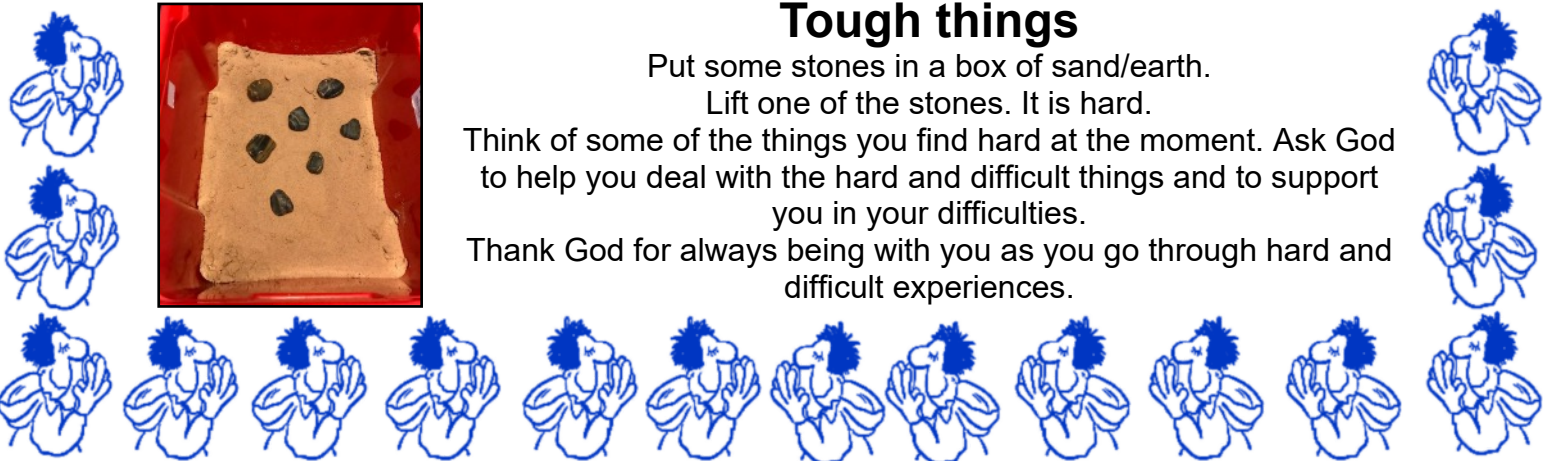 Tough things
Put some stones in a box of sand/earth.
Lift one of the stones. It is hard.
Think of some of the things you find hard at the moment. Ask God
to help you deal with the hard and difficult things and to support
you in your difficulties.
Thank God for always being with you as you go through hard and
difficult experiences.